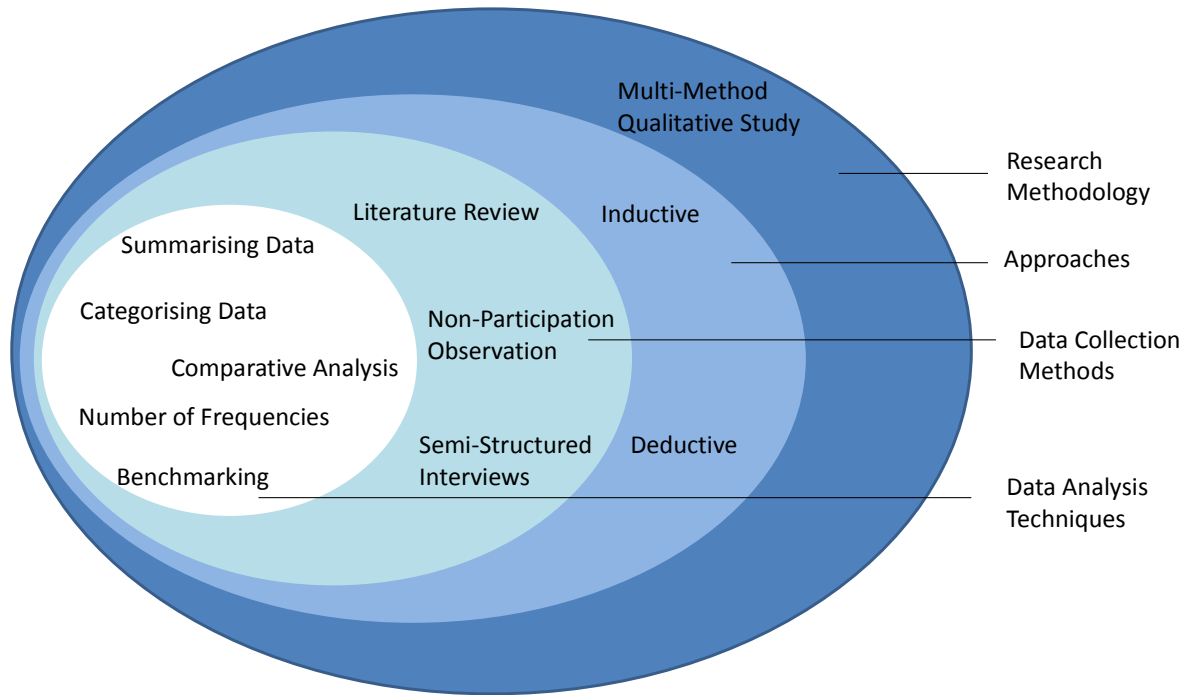 Multi-Method
Qualitative Study
Research
Methodology
Literature Review
Inductive
Summarising Data
Approaches
Categorising Data
Non-Participation
Observation
Data Collection
Methods
Comparative Analysis
Number of Frequencies
Semi-Structured
Interviews
Deductive
Benchmarking
Data Analysis
Techniques